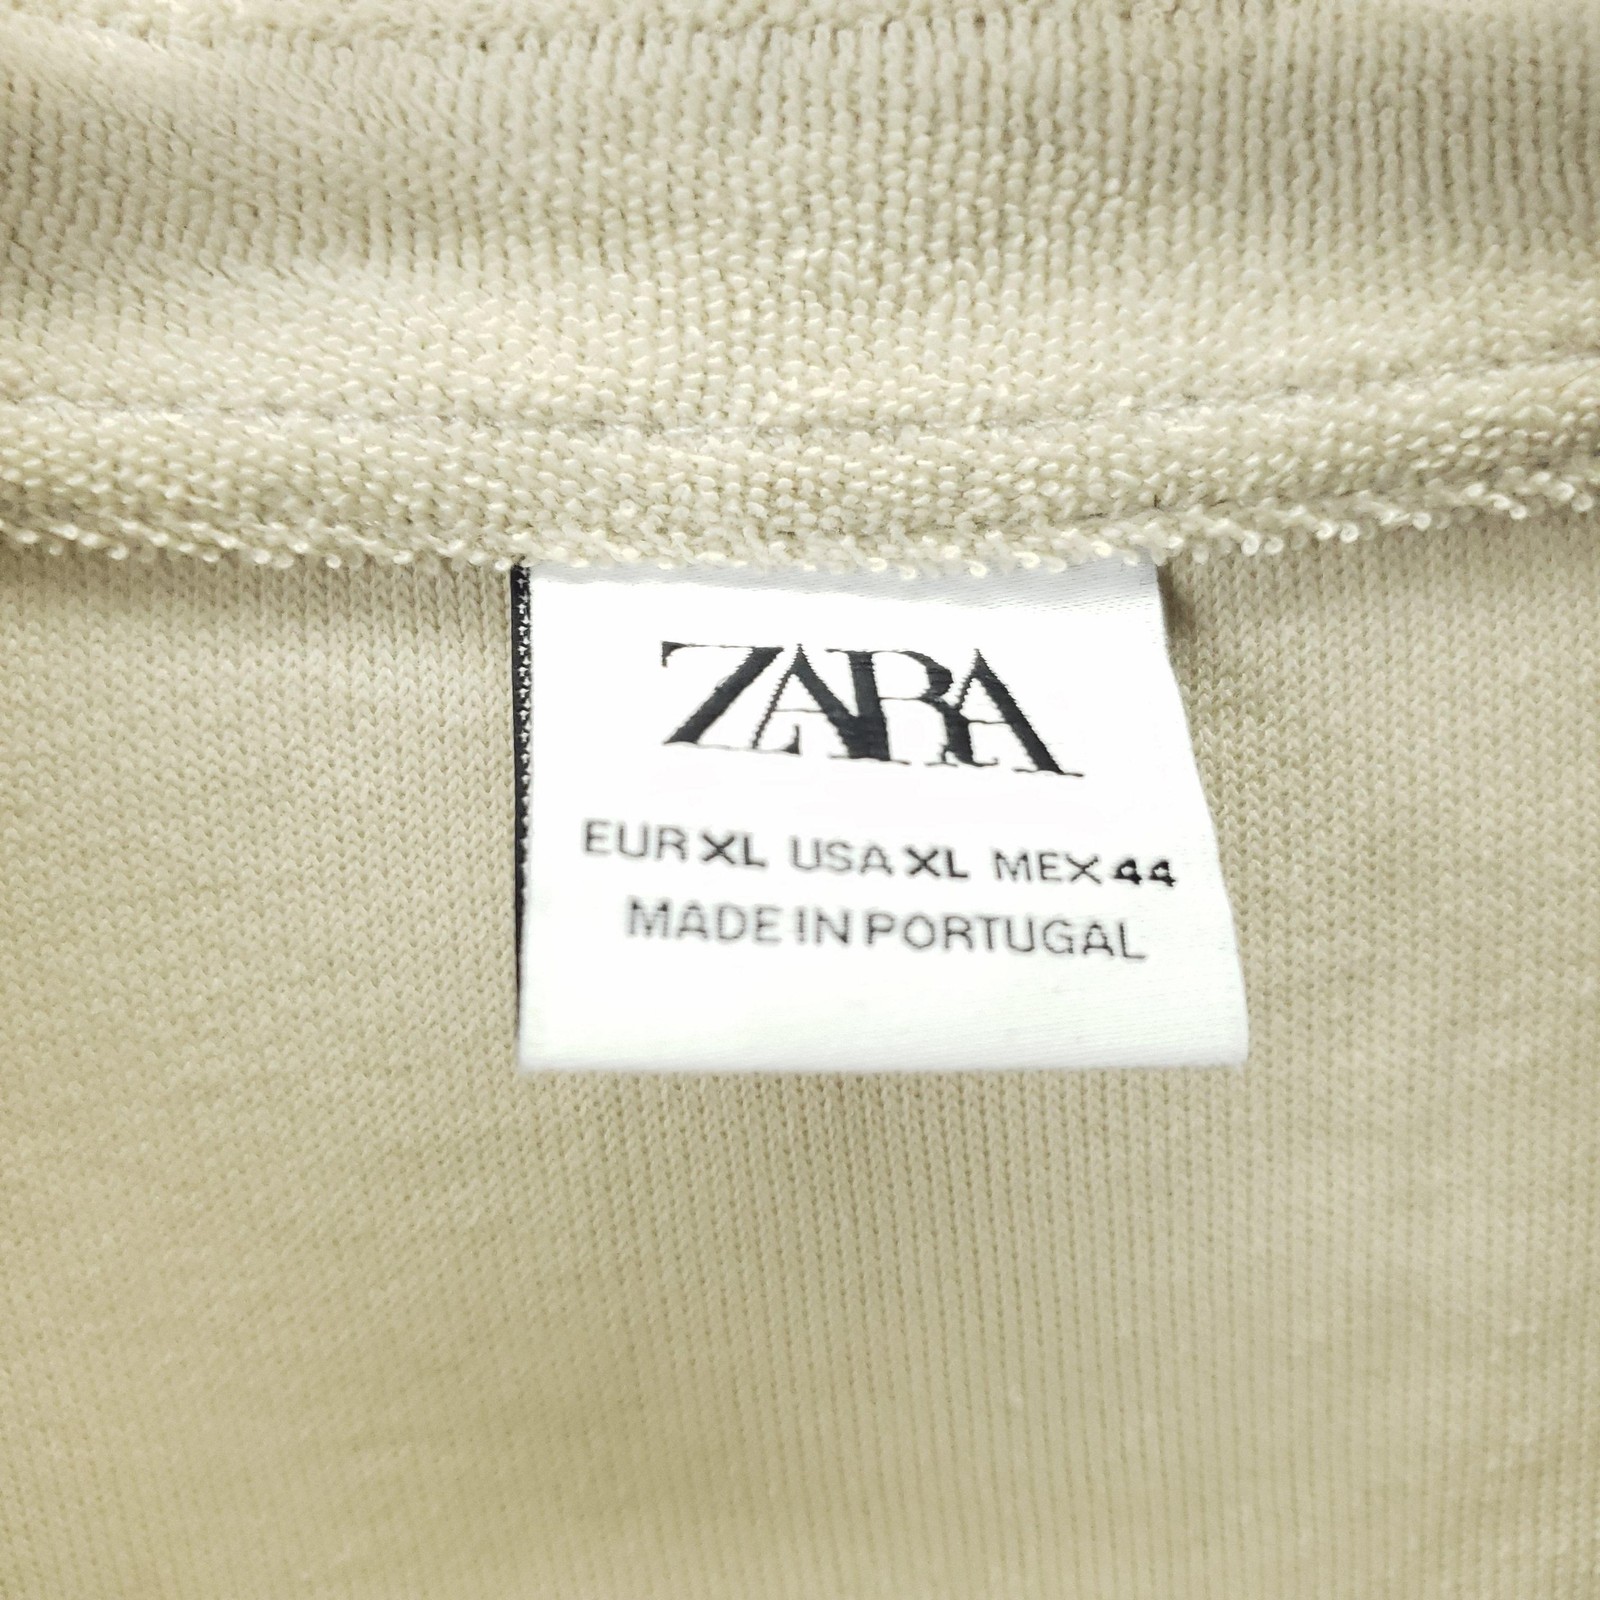 ZARA
EUR XL USA XL MEX 44
MADE IN PORTUGAL